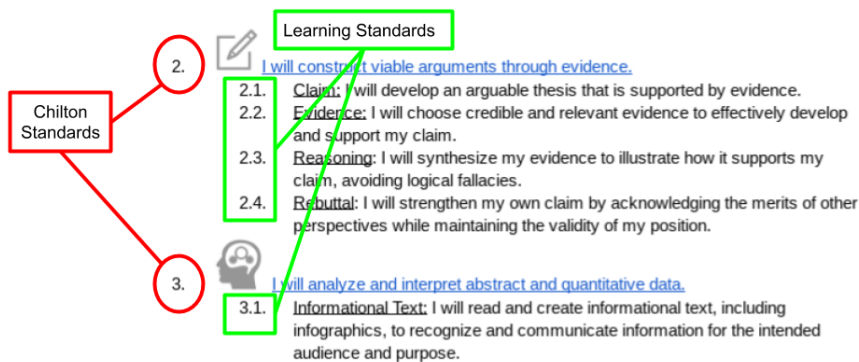 Learning Standards
Chilton
Standards
2.
I will construct viable arguments through evidence.
2.1. Claim: I will develop an arguable thesis that is supported by evidence.
2.2. Evidence: I will choose credible and relevant evidence to effectively develop
and support my claim.
2.3. Reasoning: I will synthesize my evidence to illustrate how it supports my
claim, avoiding logical fallacies.
2.4. Rebuttal: I will strengthen my own claim by acknowledging the merits of other
perspectives while maintaining the validity of my position.
3.
I will analyze and interpret abstract and quantitative data.
3.1. Informational Text: I will read and create informational text, including
infographics, to recognize and communicate information for the intended
audience and purpose.